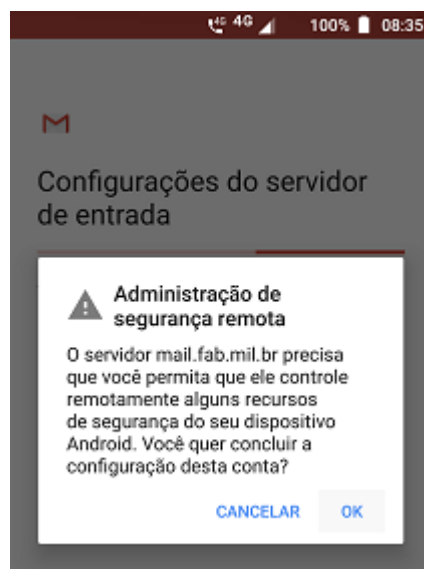 4G 4G 100% 08:35
Configurações do servidor
de entrada
Administração de
segurança remota
O servidor mail.fab.mil.br precisa
que você permita que ele controle
remotamente alguns recursos
de segurança do seu dispositivo
Android. Você quer concluir a
configuração desta conta?
CANCELAR OK